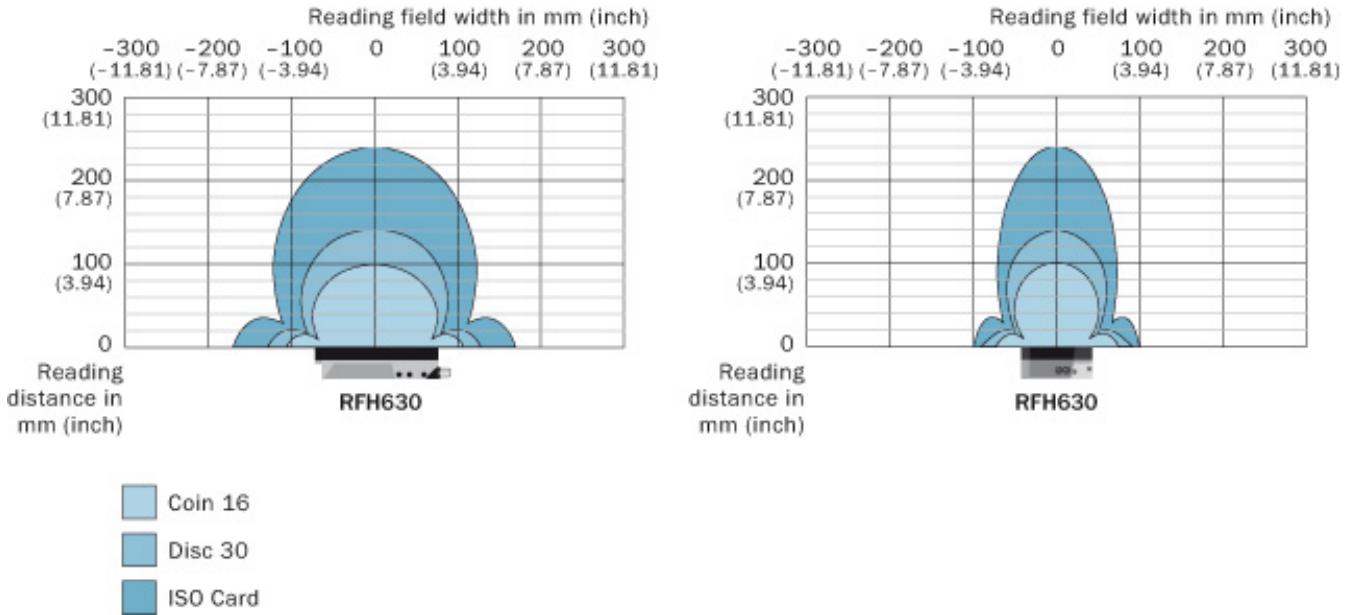 Reading field width in mm (inch)
−300 −200 −100 0 100 200 300
(−11.81) (−7.87) (−3.94) (3.94) (7.87) (11.81)
300
(11.81)
200
(7.87)
100
(3.94)
0
Reading
distance in
mm (inch)
RFH630
Reading field width in mm (inch)
−300 −200 −100 0 100 200 300
(−11.81) (−7.87) (−3.94) (3.94) (7.87) (11.81)
300
(11.81)
200
(7.87)
100
(3.94)
0
Reading
distance in
mm (inch)
RFH630
Coin 16
Disc 30
ISO Card